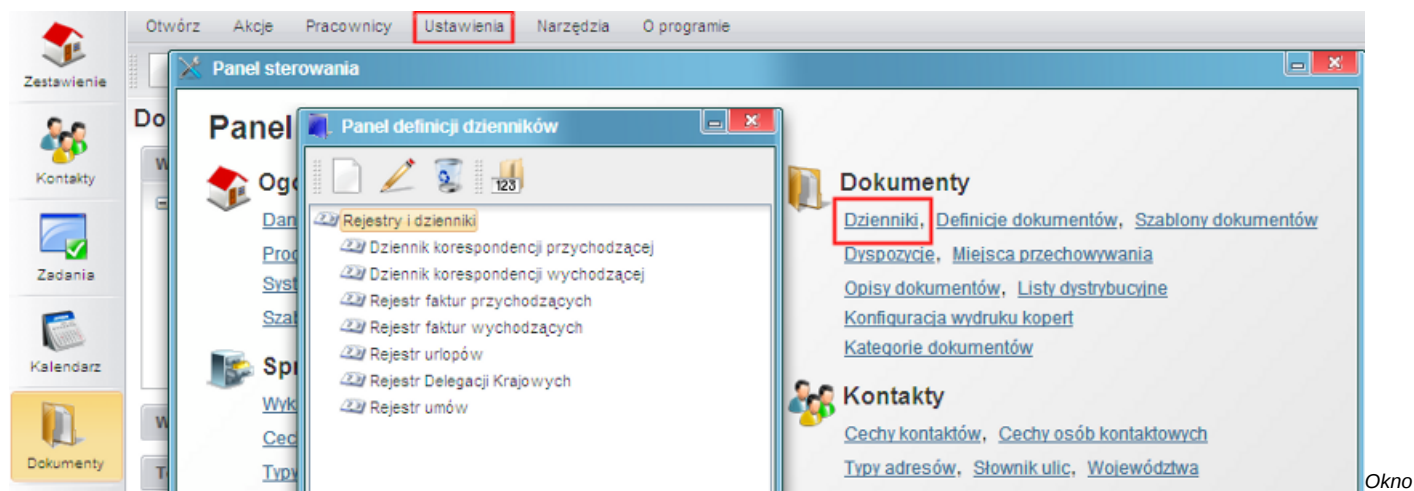 Otwórz Akcje Pracownicy Ustawienia Narzędzia O programie
Zestawienie
Kontakty
Zadania
Kalendarz
Dokumenty
Panel sterowania
Panel
Panel definicji dzienników
123
Rejestry i dzienniki
Dziennik korespondencji przychodzącej
Dziennik korespondencji wychodzącej
Rejestr faktur przychodzących
Rejestr faktur wychodzących
Rejestr urlopów
Rejestr Delegacji Krajowych
Rejestr umów
Dokumenty
Dzienniki, Definicje dokumentów, Szablony dokumentów
Dyspozycje, Miejsca przechowywania
Opisy dokumentów, Listy dystrybucyjne
Konfiguracja wydruku kopert
Kategorie dokumentów
Kontakty
Cechy kontaktów, Cechy osób kontaktowych
Typy adresów, Słownik ulic, Województwa
Okno